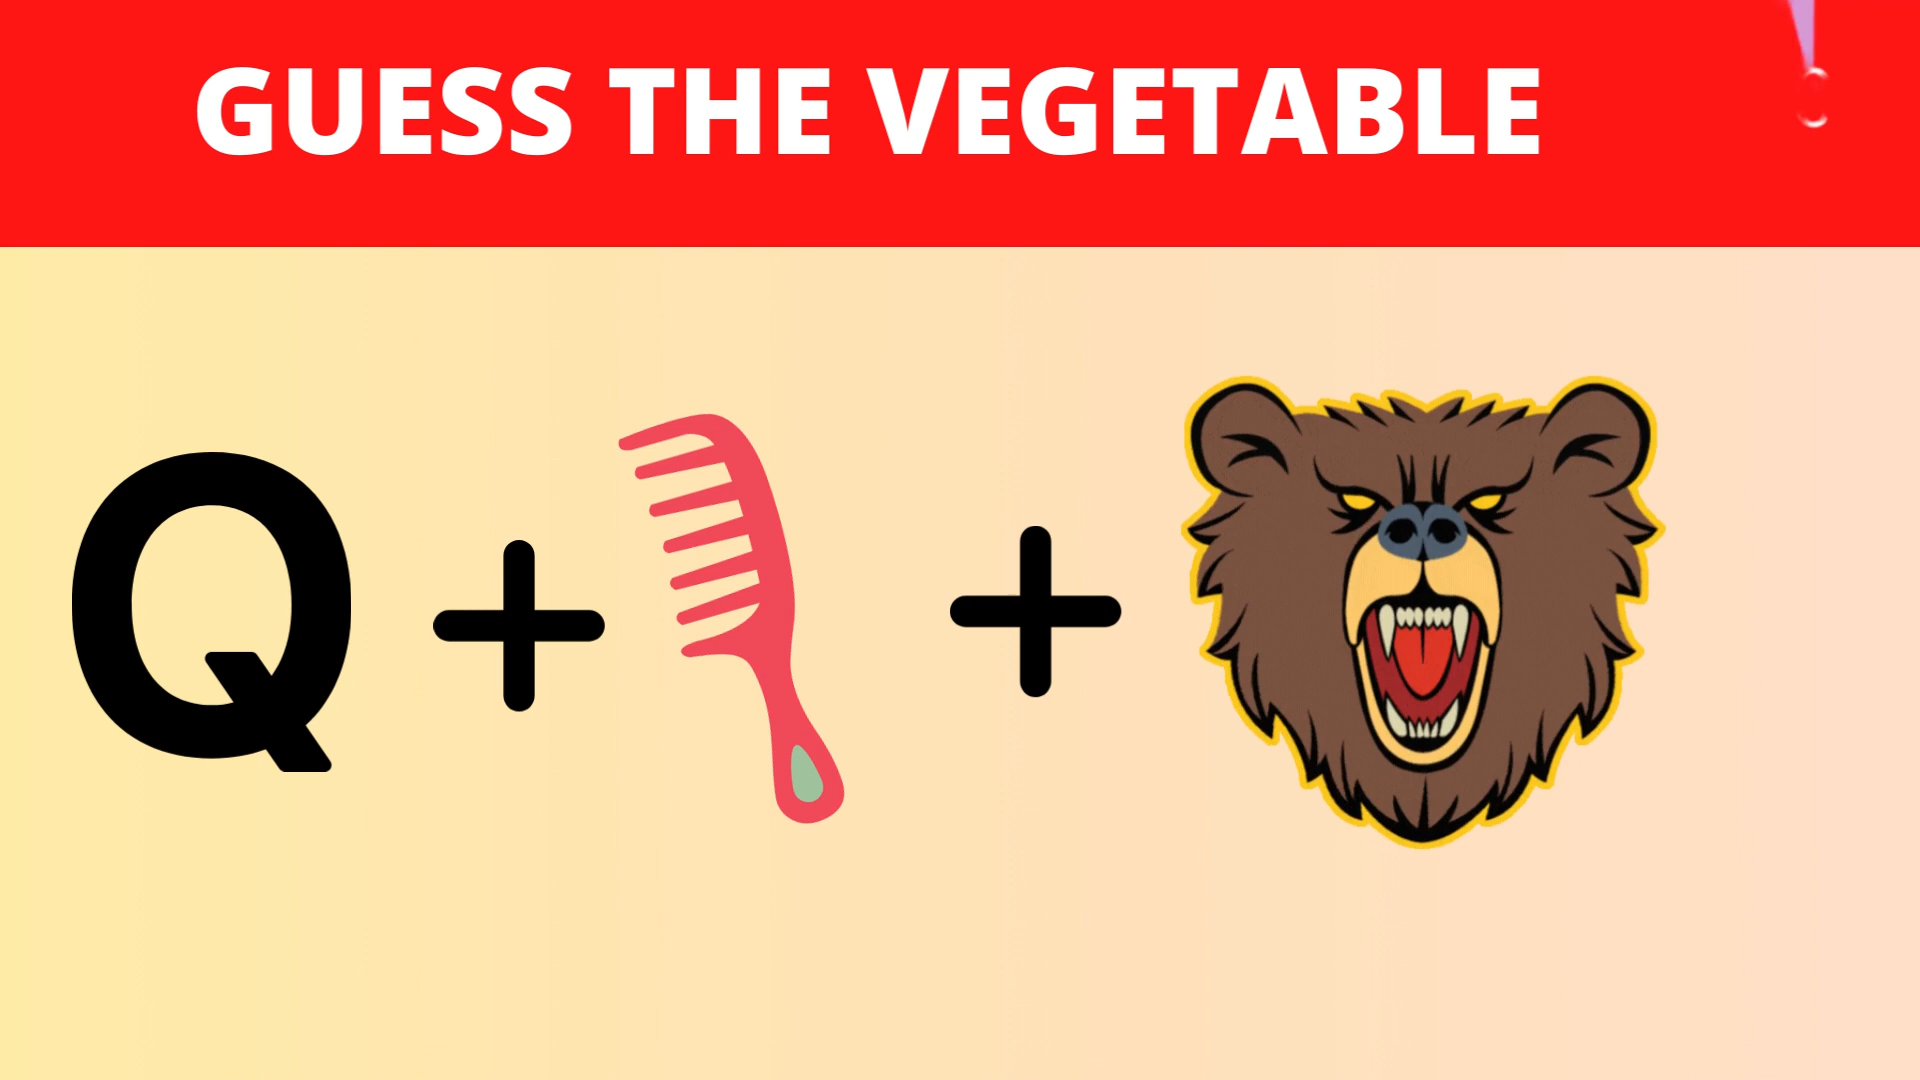 GUESS THE VEGETABLE
Q + +